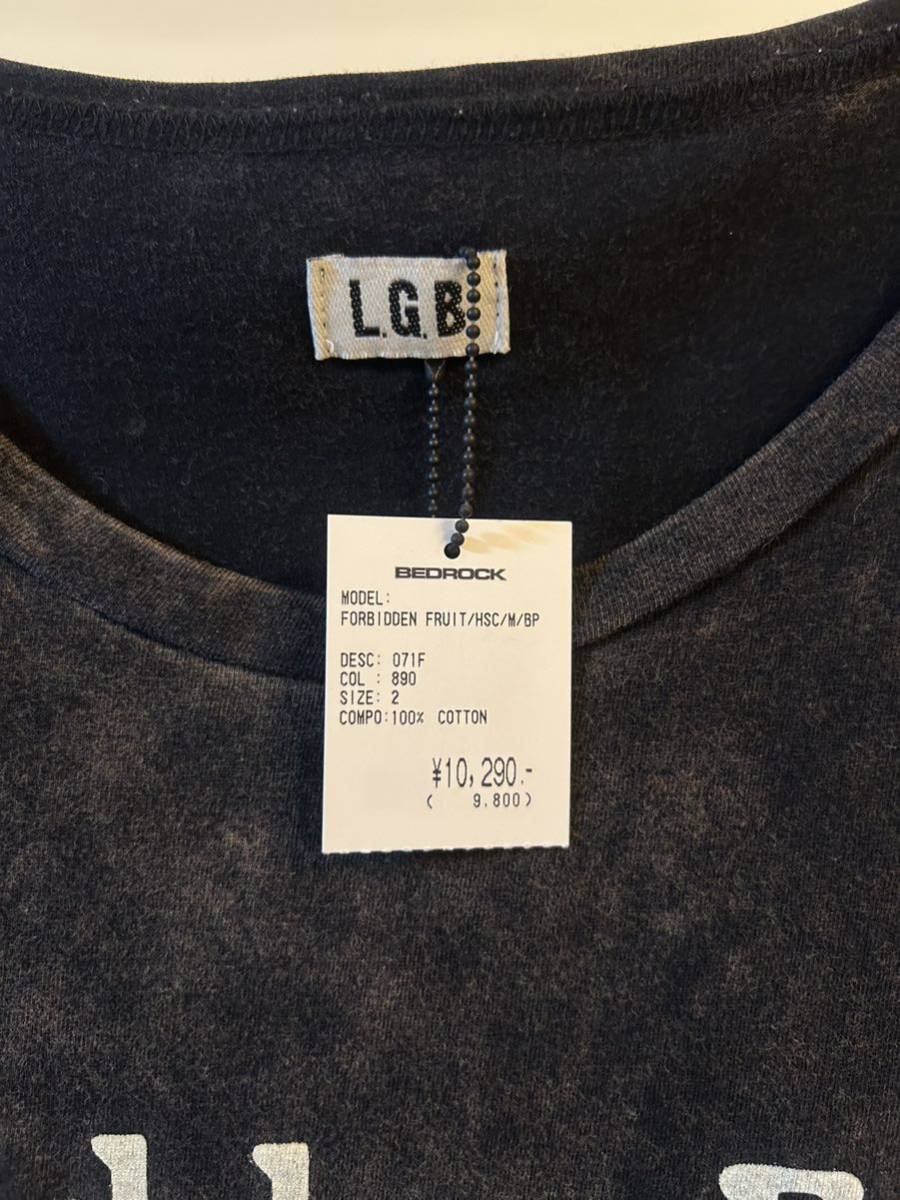 L.G.B
BEDROCK
MODEL:
FORBIDDEN FRUIT/HSC/M/BP
DESC: 071F
COL : 890
SIZE: 2
COMPO:100% COTTON
¥10,290.-
( 9.800)